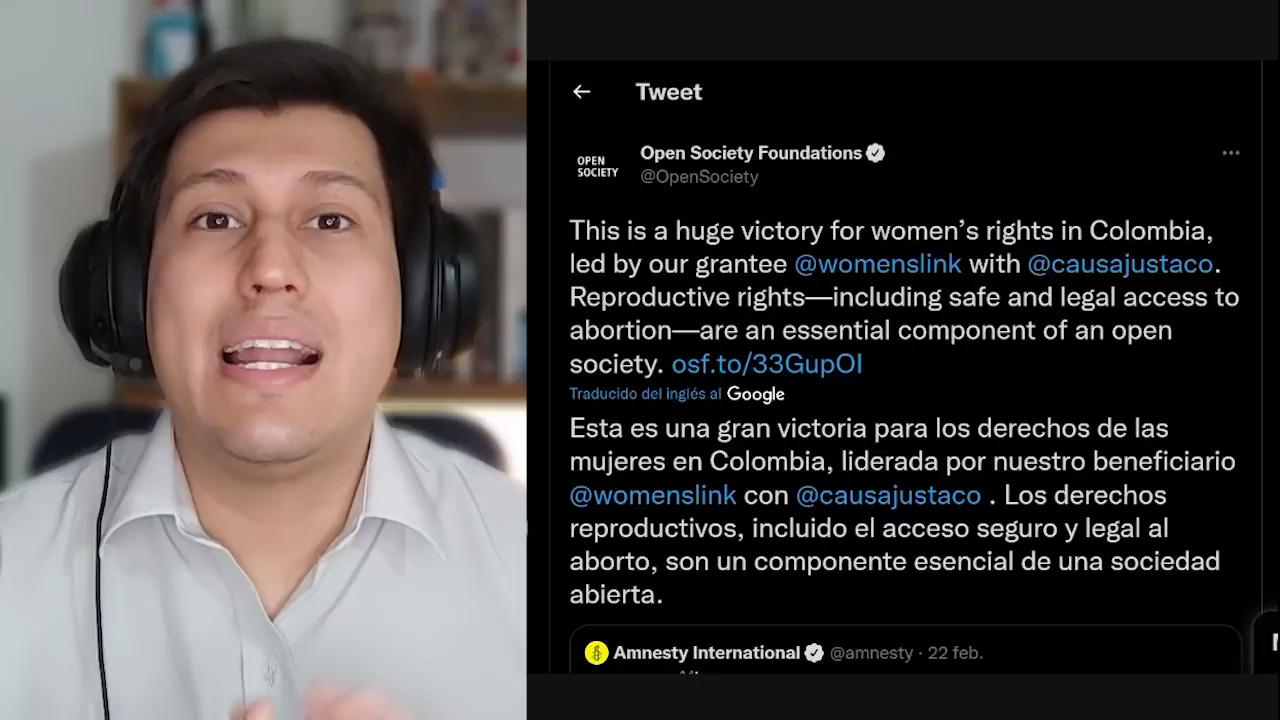 Tweet
OPEN
SOCIETY
Open Society Foundations
@OpenSociety
This is a huge victory for women’s rights in Colombia,
led by our grantee @womenslink with @causajustaco.
Reproductive rights—including safe and legal access to
abortion—are an essential component of an open
society. osf.to/33GupOI
Traducido del inglés al Google
Esta es una gran victoria para los derechos de las
mujeres en Colombia, liderada por nuestro beneficiario
@womenslink con @causajustaco . Los derechos
reproductivos, incluido el acceso seguro y legal al
aborto, son un componente esencial de una sociedad
abierta.
Amnesty International @amnesty · 22 feb.